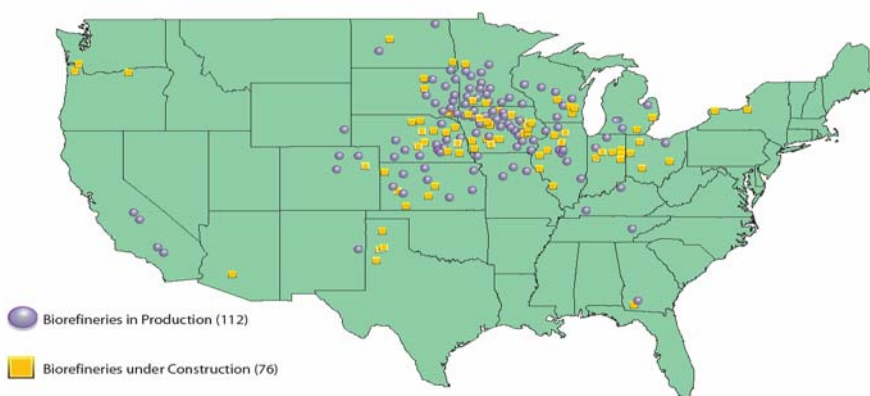 Biorefineries in Production (112)
Biorefineries under Construction (76)